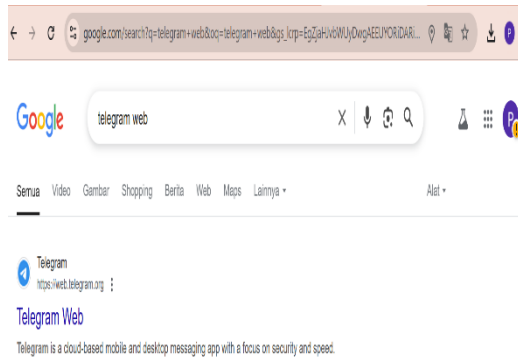 google.com/search?q=telegram+web&oq=telegram+web&gs_lcrp=EgZjaHJvbWUyDwgAEEUYORiDARi...
P
Google
telegram web
P
Semua Video Gambar Shopping Berita Web Maps Lainnya
Alat
Telegram
https://web.telegram.org
Telegram Web
Telegram is a cloud-based mobile and desktop messaging app with a focus on security and speed.